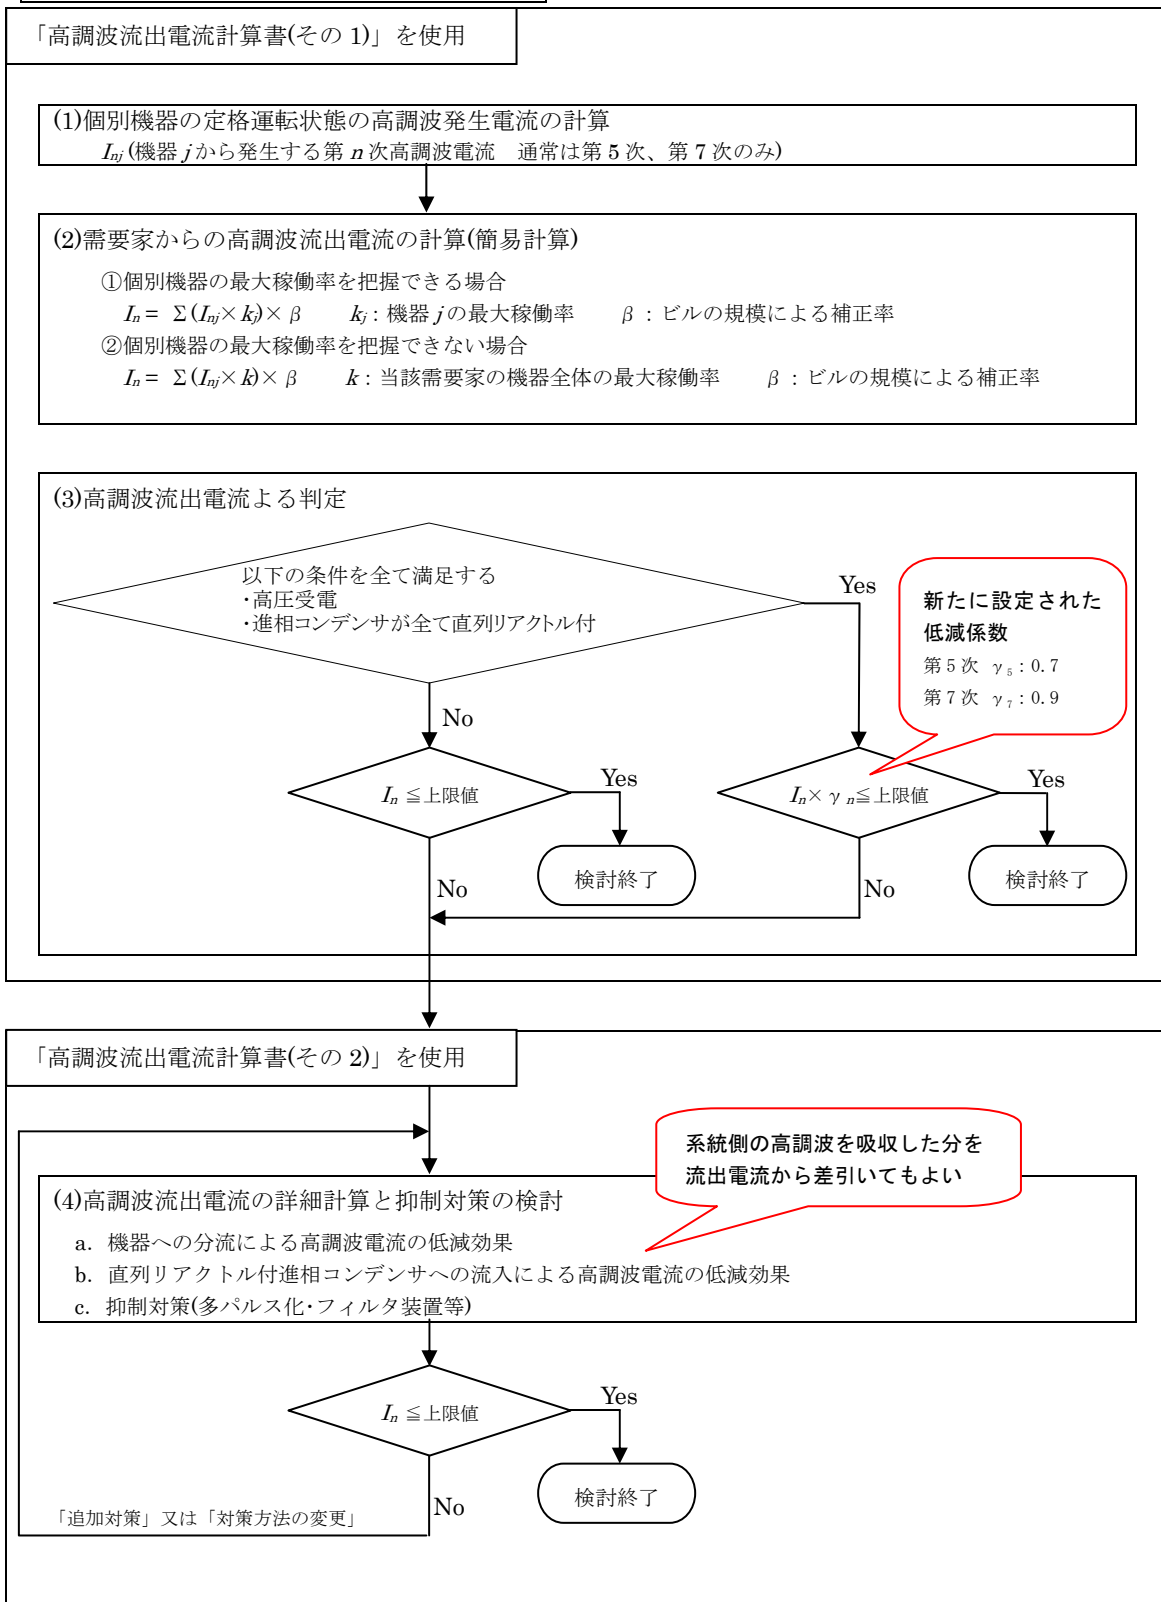 「高調波流出電流計算書(その 1)」を使用
(1)個別機器の定格運転状態の高調波発生電流の計算
Inj (機器 j から発生する第 n 次高調波電流　通常は第 5 次、第 7 次のみ)
(2)需要家からの高調波流出電流の計算(簡易計算)
①個別機器の最大稼働率を把握できる場合
In = Σ(Inj×kj)×β　kj : 機器 j の最大稼働率　β : ビルの規模による補正率
②個別機器の最大稼働率を把握できない場合
In = Σ(Inj×k)×β　k : 当該需要家の機器全体の最大稼働率　β : ビルの規模による補正率
(3)高調波流出電流よる判定
以下の条件を全て満足する
・高圧受電
・進相コンデンサが全て直列リアクトル付
Yes
新たに設定された
低減係数
第 5 次 γ5 : 0.7
第 7 次 γ7 : 0.9
No
In ≦上限値
Yes
In×γn≦上限値
Yes
検討終了
検討終了
No
No
「高調波流出電流計算書(その 2)」を使用
系統側の高調波を吸収した分を
流出電流から差引いてもよい
(4)高調波流出電流の詳細計算と抑制対策の検討
a. 機器への分流による高調波電流の低減効果
b. 直列リアクトル付進相コンデンサへの流入による高調波電流の低減効果
c. 抑制対策(多パルス化・フィルタ装置等)
In ≦上限値
Yes
検討終了
No
「追加対策」又は「対策方法の変更」